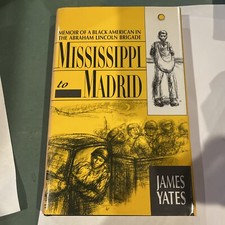 MEMOIR OF A BLACK AMERICAN IN
THE ABRAHAM LINCOLN BRIGADE
MISSISSIPPI
to
MADRID
JAMES
YATES